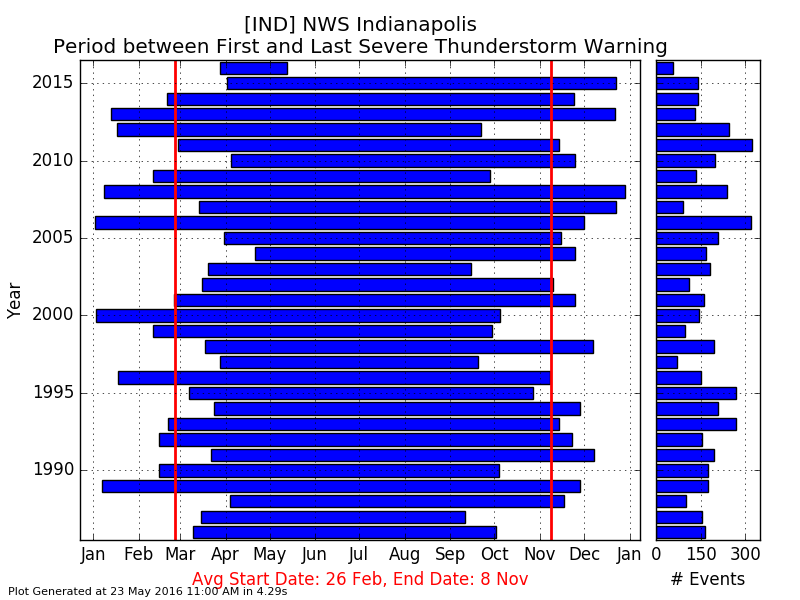 [IND] NWS Indianapolis
Period between First and Last Severe Thunderstorm Warning
Year
2015
2010
2005
2000
1995
1990
Jan Feb Mar Apr May Jun Jul Aug Sep Oct Nov Dec Jan
0 150 300
Avg Start Date: 26 Feb, End Date: 8 Nov
# Events
Plot Generated at 23 May 2016 11:00 AM in 4.29s